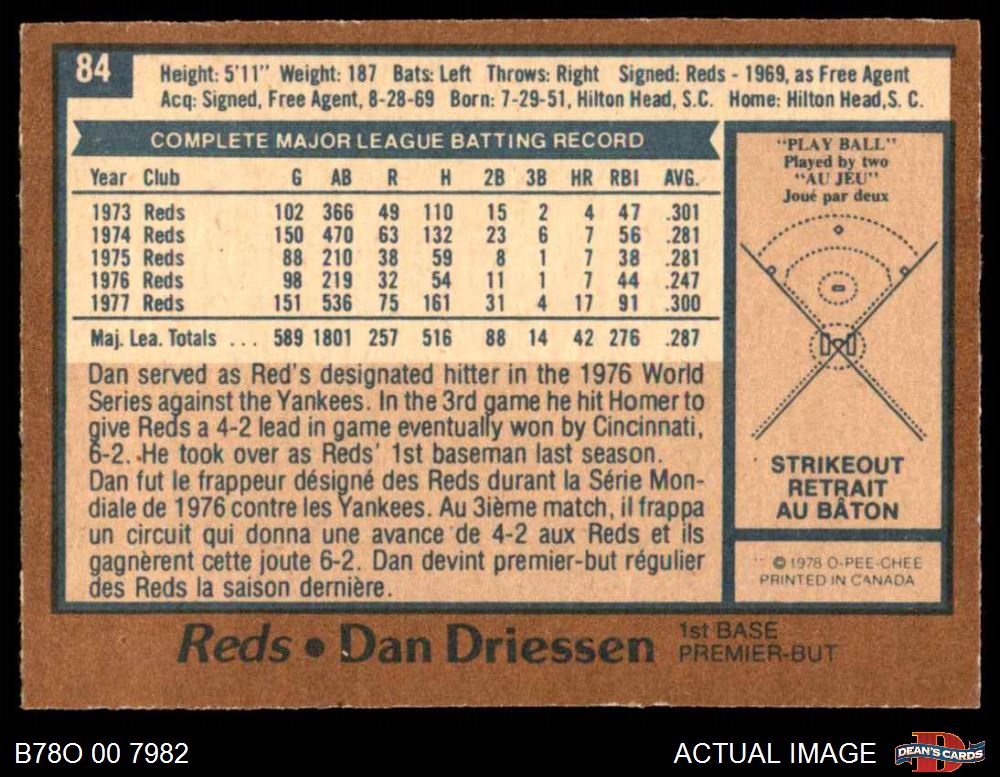 84
Height: 5'11" Weight: 187 Bats: Left Throws: Right Signed: Reds - 1969, as Free Agent
Acq: Signed, Free Agent, 8-28-69 Born: 7-29-51, Hilton Head, S.C. Home: Hilton Head, S. C.
COMPLETE MAJOR LEAGUE BATTING RECORD
Year Club G AB R H 2B 3B HR RBI AVG.
1973 Reds 102 366 49 110 15 2 4 47 .301
1974 Reds 150 470 63 132 23 6 7 56 .281
1975 Reds 88 210 38 59 8 1 7 38 .281
1976 Reds 98 219 32 54 11 1 7 44 .247
1977 Reds 151 536 75 161 31 4 17 91 .300
Maj. Lea. Totals ... 589 1801 257 516 88 14 42 276 .287
Dan served as Red's designated hitter in the 1976 World
Series against the Yankees. In the 3rd game he hit Homer to
give Reds a 4-2 lead in game eventually won by Cincinnati,
6-2. He took over as Reds' 1st baseman last season.
Dan fut le frappeur désigné des Reds durant la Série Mon-
diale de 1976 contre les Yankees. Au 3ième match, il frappa
un circuit qui donna une avance de 4-2 aux Reds et ils
gagnèrent cette joute 6-2. Dan devint premier-but régulier
des Reds la saison dernière.
"PLAY BALL"
Played by two
"AU JEU"
Joué par deux
STRIKEOUT
RETRAIT
AU BÂTON
© 1978 O-PEE-CHEE
PRINTED IN CANADA
Reds • Dan Driessen
1st BASE
PREMIER-BUT
B78O 00 7982
ACTUAL IMAGE
DEAN'S CARDS